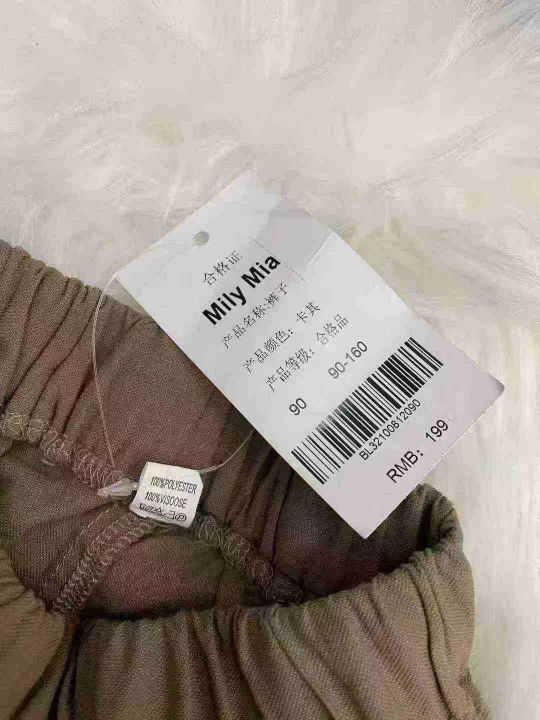 合格证
Mily Mia
产品名称:裤子
产品颜色: 卡其
产品等级: 合格品
90 90-160
BL32100812090
RMB: 199
100%POLYESTER
100%VISCOSE